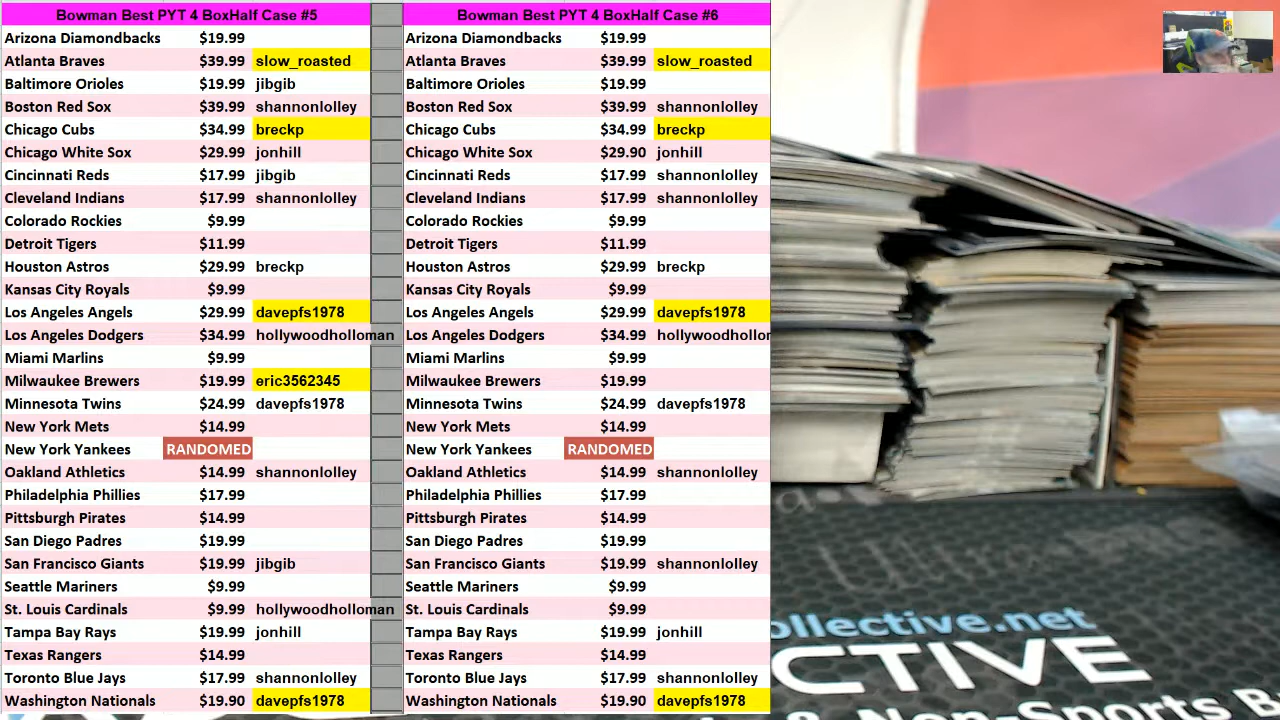 Bowman Best PYT 4 BoxHalf Case #5
Arizona Diamondbacks $19.99
Atlanta Braves $39.99 slow_roasted
Baltimore Orioles $19.99 jibgib
Boston Red Sox $39.99 shannonlolley
Chicago Cubs $34.99 breckp
Chicago White Sox $29.99 jonhill
Cincinnati Reds $17.99 jibgib
Cleveland Indians $17.99 shannonlolley
Colorado Rockies $9.99
Detroit Tigers $11.99
Houston Astros $29.99 breckp
Kansas City Royals $9.99
Los Angeles Angels $29.99 davepfs1978
Los Angeles Dodgers $34.99 hollywoodholloman
Miami Marlins $9.99
Milwaukee Brewers $19.99 eric3562345
Minnesota Twins $24.99 davepfs1978
New York Mets $14.99
New York Yankees RANDOMED
Oakland Athletics $14.99 shannonlolley
Philadelphia Phillies $17.99
Pittsburgh Pirates $14.99
San Diego Padres $19.99
San Francisco Giants $19.99 jibgib
Seattle Mariners $9.99
St. Louis Cardinals $9.99 hollywoodholloman
Tampa Bay Rays $19.99 jonhill
Texas Rangers $14.99
Toronto Blue Jays $17.99 shannonlolley
Washington Nationals $19.90 davepfs1978
Bowman Best PYT 4 BoxHalf Case #6
Arizona Diamondbacks $19.99
Atlanta Braves $39.99 slow_roasted
Baltimore Orioles $19.99
Boston Red Sox $39.99 shannonlolley
Chicago Cubs $34.99 breckp
Chicago White Sox $29.90 jonhill
Cincinnati Reds $17.99 shannonlolley
Cleveland Indians $17.99 shannonlolley
Colorado Rockies $9.99
Detroit Tigers $11.99
Houston Astros $29.99 breckp
Kansas City Royals $9.99
Los Angeles Angels $29.99 davepfs1978
Los Angeles Dodgers $34.99 hollywoodhollor
Miami Marlins $9.99
Milwaukee Brewers $19.99
Minnesota Twins $24.99 davepfs1978
New York Mets $14.99
New York Yankees RANDOMED
Oakland Athletics $14.99 shannonlolley
Philadelphia Phillies $17.99
Pittsburgh Pirates $14.99
San Diego Padres $19.99
San Francisco Giants $19.99 shannonlolley
Seattle Mariners $9.99
St. Louis Cardinals $9.99
Tampa Bay Rays $19.99 jonhill
Texas Rangers $14.99
Toronto Blue Jays $17.99 shannonlolley
Washington Nationals $19.90 davepfs1978
ollective.net
CTIVE
& Non-Sports B